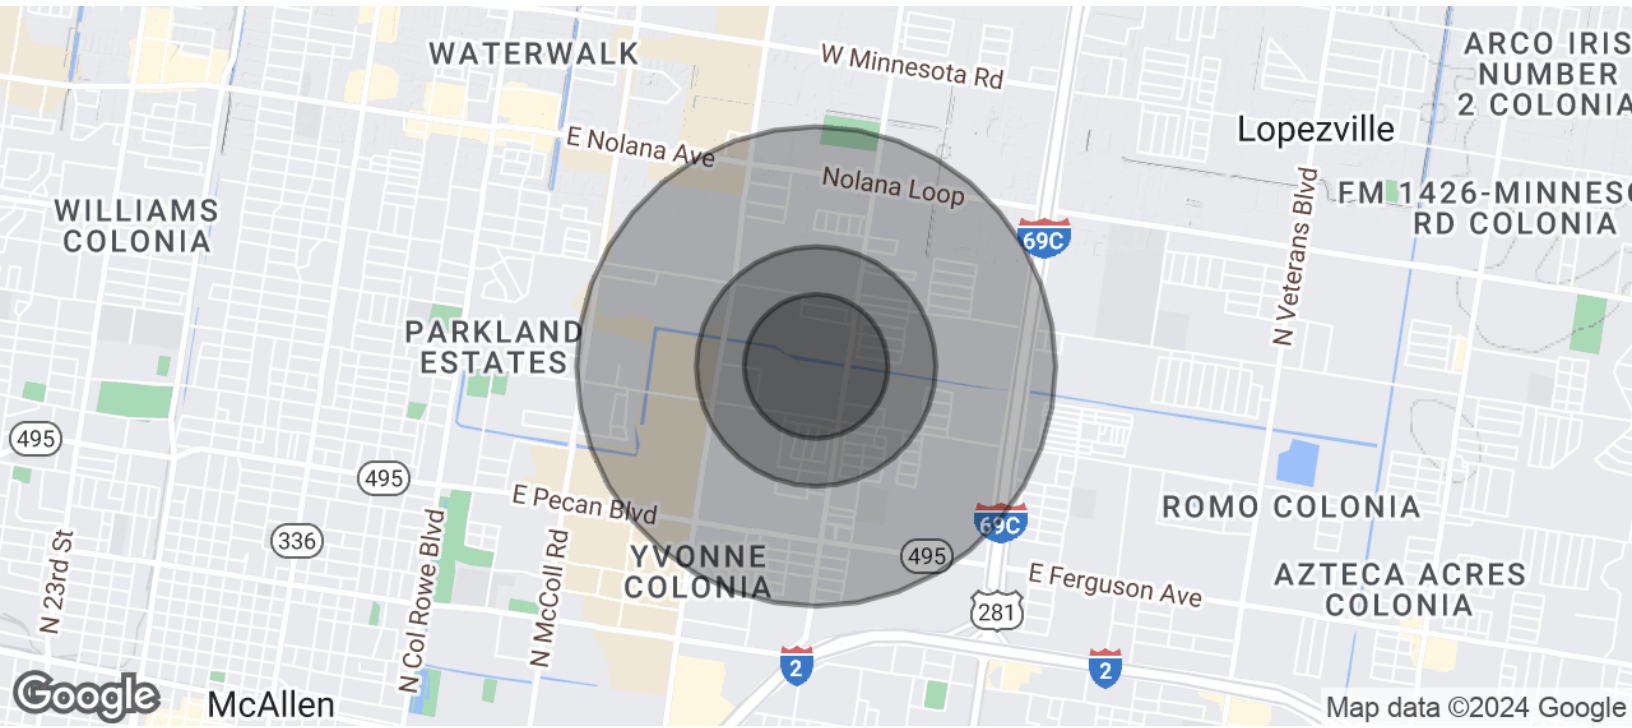 WATERWALK
W Minnesota Rd
ARCO IRIS
NUMBER
2 COLONIA
Lopezville
E Nolana Ave
Nolana Loop
N Veterans Blvd
FM 1426-MINNES
RD COLONIA
WILLIAMS
COLONIA
69C
PARKLAND
ESTATES
495
495
E Pecan Blvd
69C
ROMO COLONIA
336
N 23rd St
N Col Rowe Blvd
N McColl Rd
YVONNE
COLONIA
495
E Ferguson Ave
AZTECA ACRES
COLONIA
281
2
2
Google
McAllen
Map data ©2024 Google